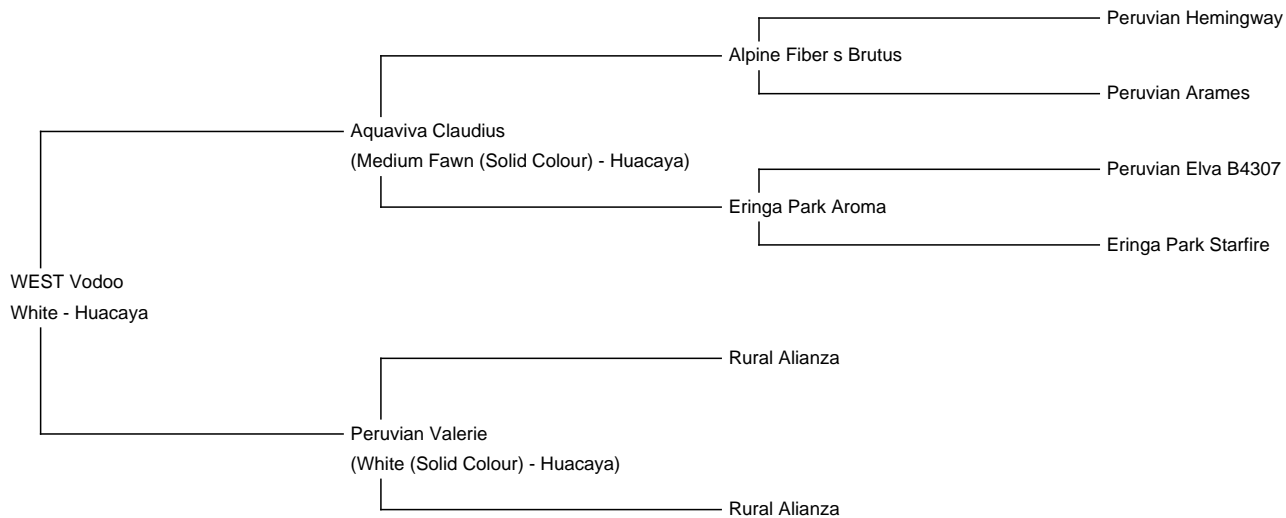 Peruvian Hemingway
Alpine Fiber s Brutus
Peruvian Arames
Aquaviva Claudius
(Medium Fawn (Solid Colour) - Huacaya)
Peruvian Elva B4307
Eringa Park Aroma
Eringa Park Starfire
WEST Vodoo
White - Huacaya
Rural Alianza
Peruvian Valerie
(White (Solid Colour) - Huacaya)
Rural Alianza